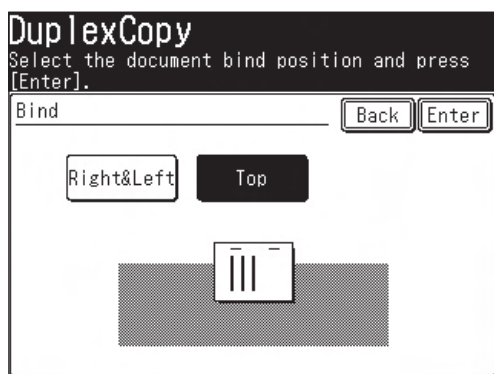 DuplexCopy
Select the document bind position and press
[Enter].
Bind
Back
Enter
Right&Left
Top